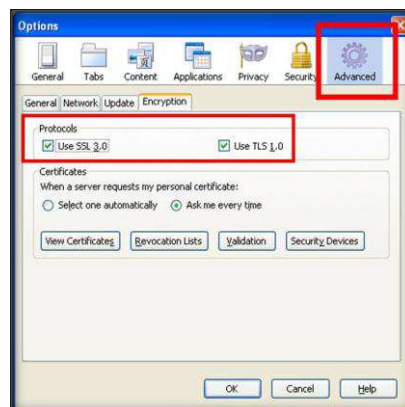 Options
General Tabs Content Applications Privacy Security Advanced
General Network Update Encryption
Protocols
Use SSL 3.0 Use TLS 1.0
Certificates
When a server requests my personal certificate:
Select one automatically Ask me every time
View Certificates Revocation Lists Validation Security Devices
OK Cancel Help